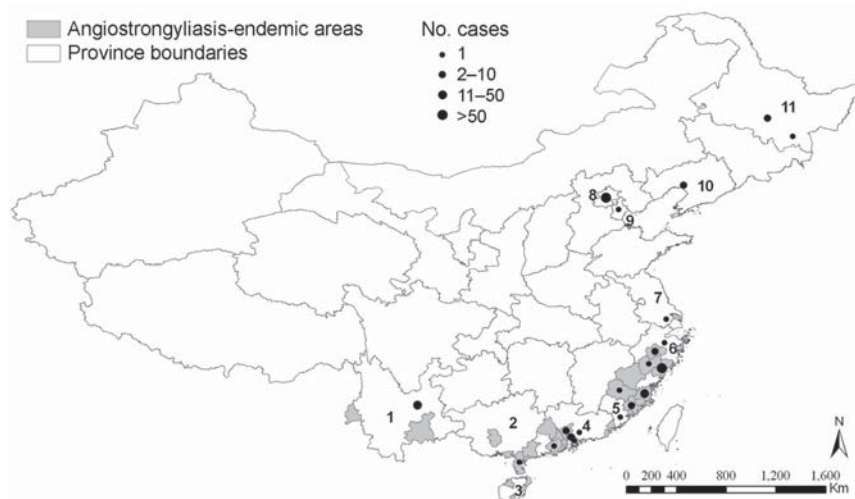 Angiostrongyliasis-endemic areas
Province boundaries
No. cases
1
2–10
11–50
>50
11
10
8
9
7
6
5
4
2
1
3
N
0 200 400 800 1,200 1,600
Km